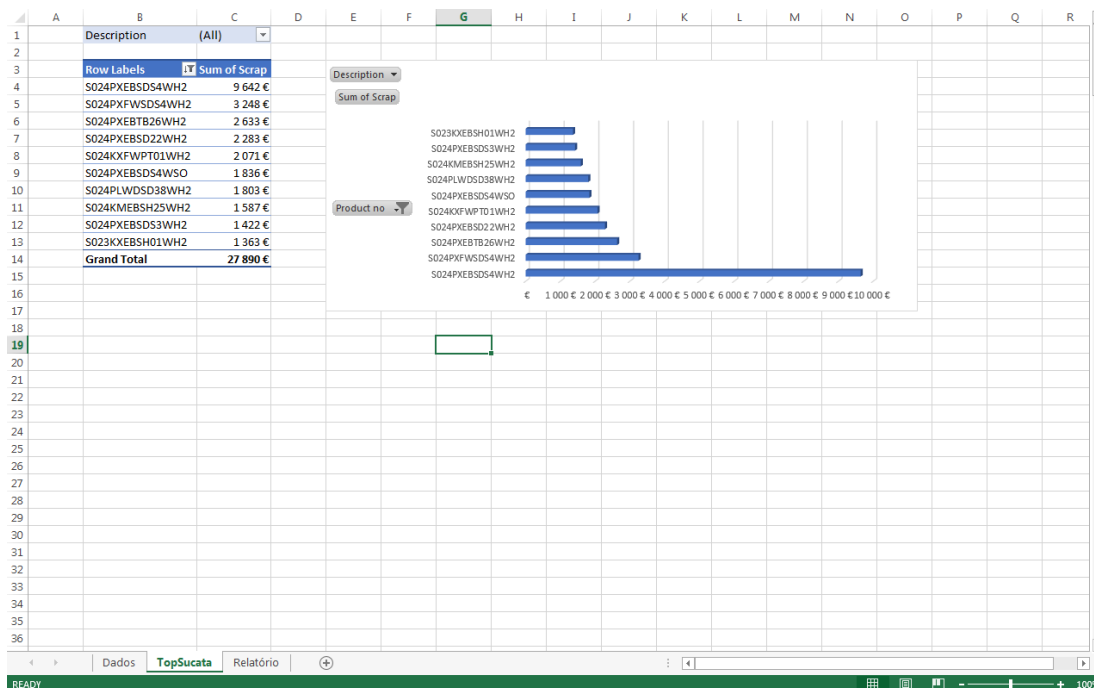 A B C D E F G H I J K L M N O P Q R
1 Description (All)
2
3 Row Labels Sum of Scrap
4 S024PXEBSDS4WH2 9 642 €
5 S024PXFWSDS4WH2 3 248 €
6 S024PXEBTB26WH2 2 633 €
7 S024PXEBSD22WH2 2 283 €
8 S024KXFWPT01WH2 2 071 €
9 S024PXEBSDS4WSO 1 836 €
10 S024PLWDSD38WH2 1 803 €
11 S024KMEBSH25WH2 1 587 €
12 S024PXEBSDS3WH2 1 422 €
13 S023KXEBSH01WH2 1 363 €
14 Grand Total 27 890 €
15
16
17
18
19
20
21
22
23
24
25
26
27
28
29
30
31
32
33
34
35
36
Description
Sum of Scrap
Product no
S023KXEBSH01WH2
S024PXEBSDS3WH2
S024KMEBSH25WH2
S024PLWDSD38WH2
S024PXEBSDS4WSO
S024KXFWPT01WH2
S024PXEBSD22WH2
S024PXEBTB26WH2
S024PXFWSDS4WH2
S024PXEBSDS4WH2
€ 1 000 € 2 000 € 3 000 € 4 000 € 5 000 € 6 000 € 7 000 € 8 000 € 9 000 € 10 000 €
Dados TopSucata Relatório
READY 100%